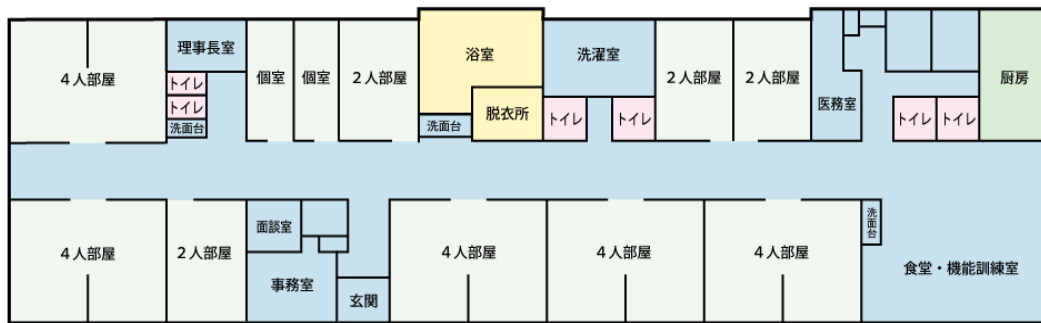 理事長室
４人部屋
トイレ
トイレ
洗面台
個室
個室
２人部屋
浴室
脱衣所
洗面台
洗濯室
トイレ
トイレ
２人部屋
２人部屋
医務室
トイレ
トイレ
厨房
４人部屋
２人部屋
面談室
事務室
玄関
４人部屋
４人部屋
４人部屋
洗面台
食堂・機能訓練室